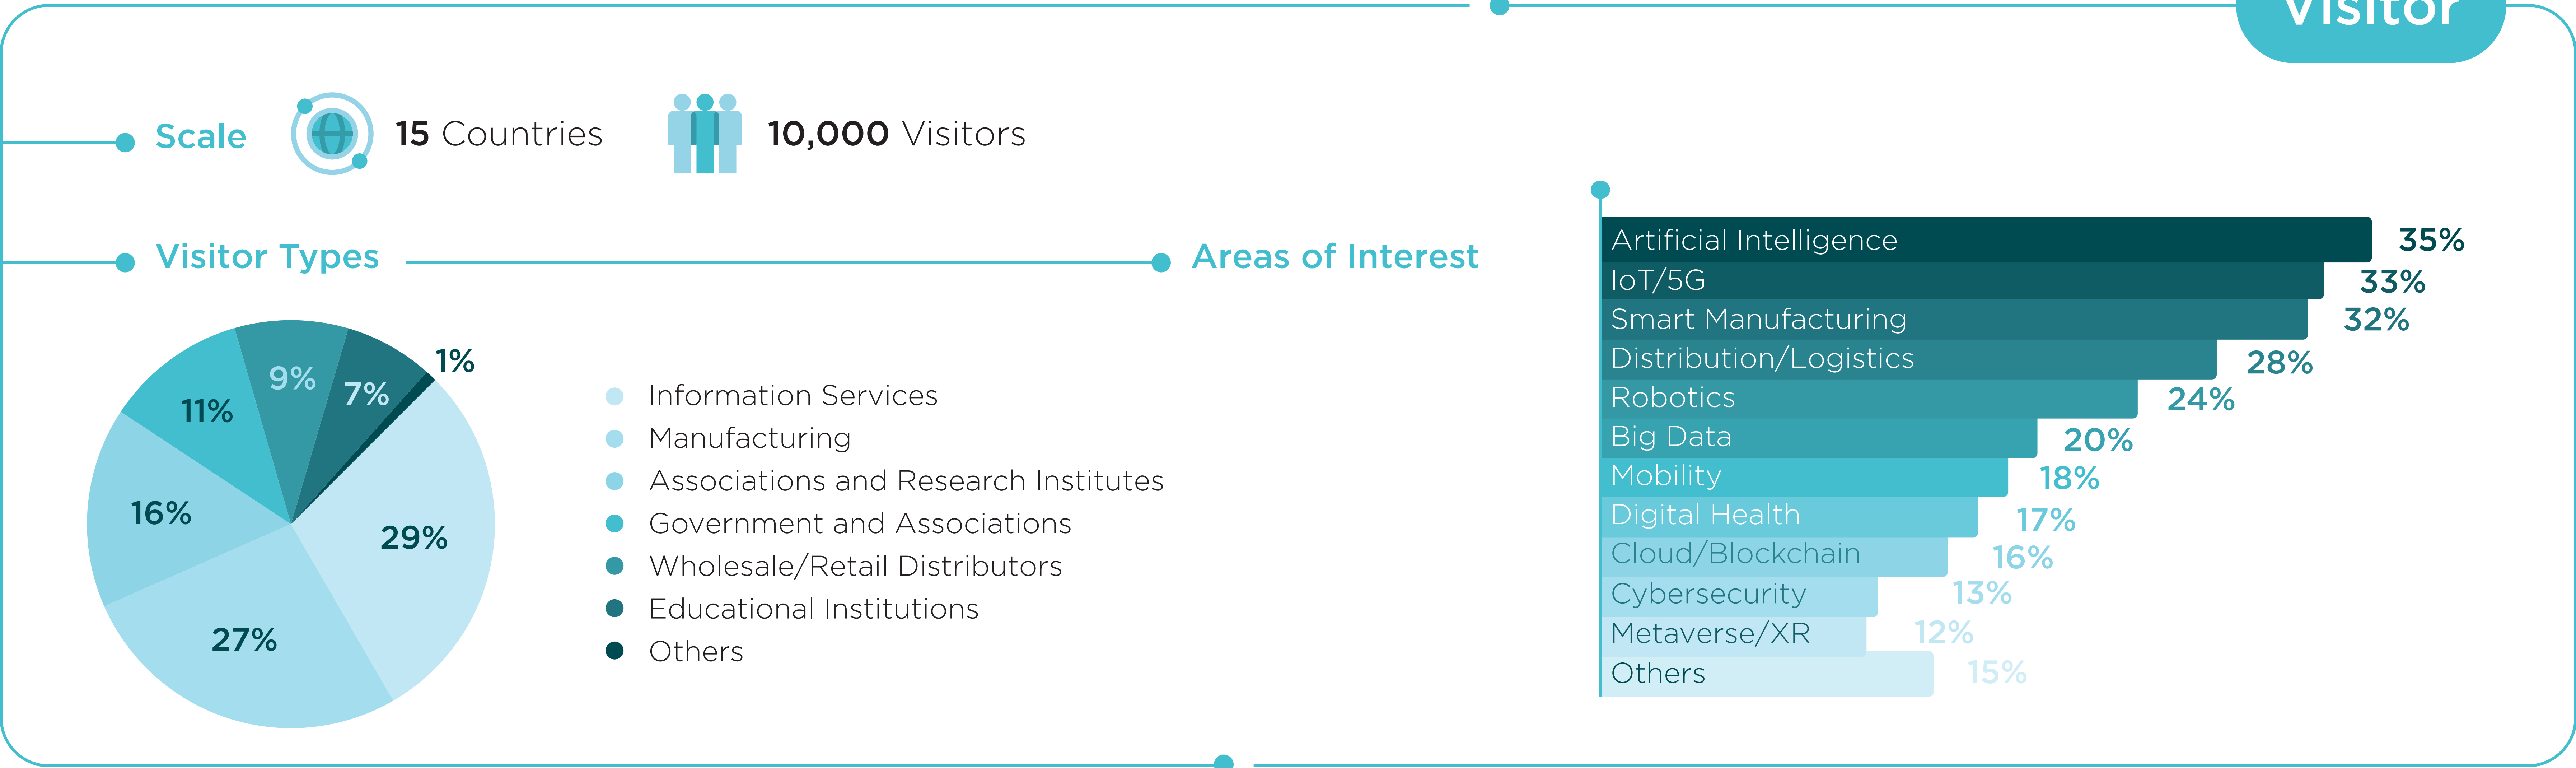 Visitor
Scale
15 Countries
10,000 Visitors
Visitor Types
1%
9%
7%
11%
16%
29%
27%
Information Services
Manufacturing
Associations and Research Institutes
Government and Associations
Wholesale/Retail Distributors
Educational Institutions
Others
Areas of Interest
Artificial Intelligence 35%
IoT/5G 33%
Smart Manufacturing 32%
Distribution/Logistics 28%
Robotics 24%
Big Data 20%
Mobility 18%
Digital Health 17%
Cloud/Blockchain 16%
Cybersecurity 13%
Metaverse/XR 12%
Others 15%